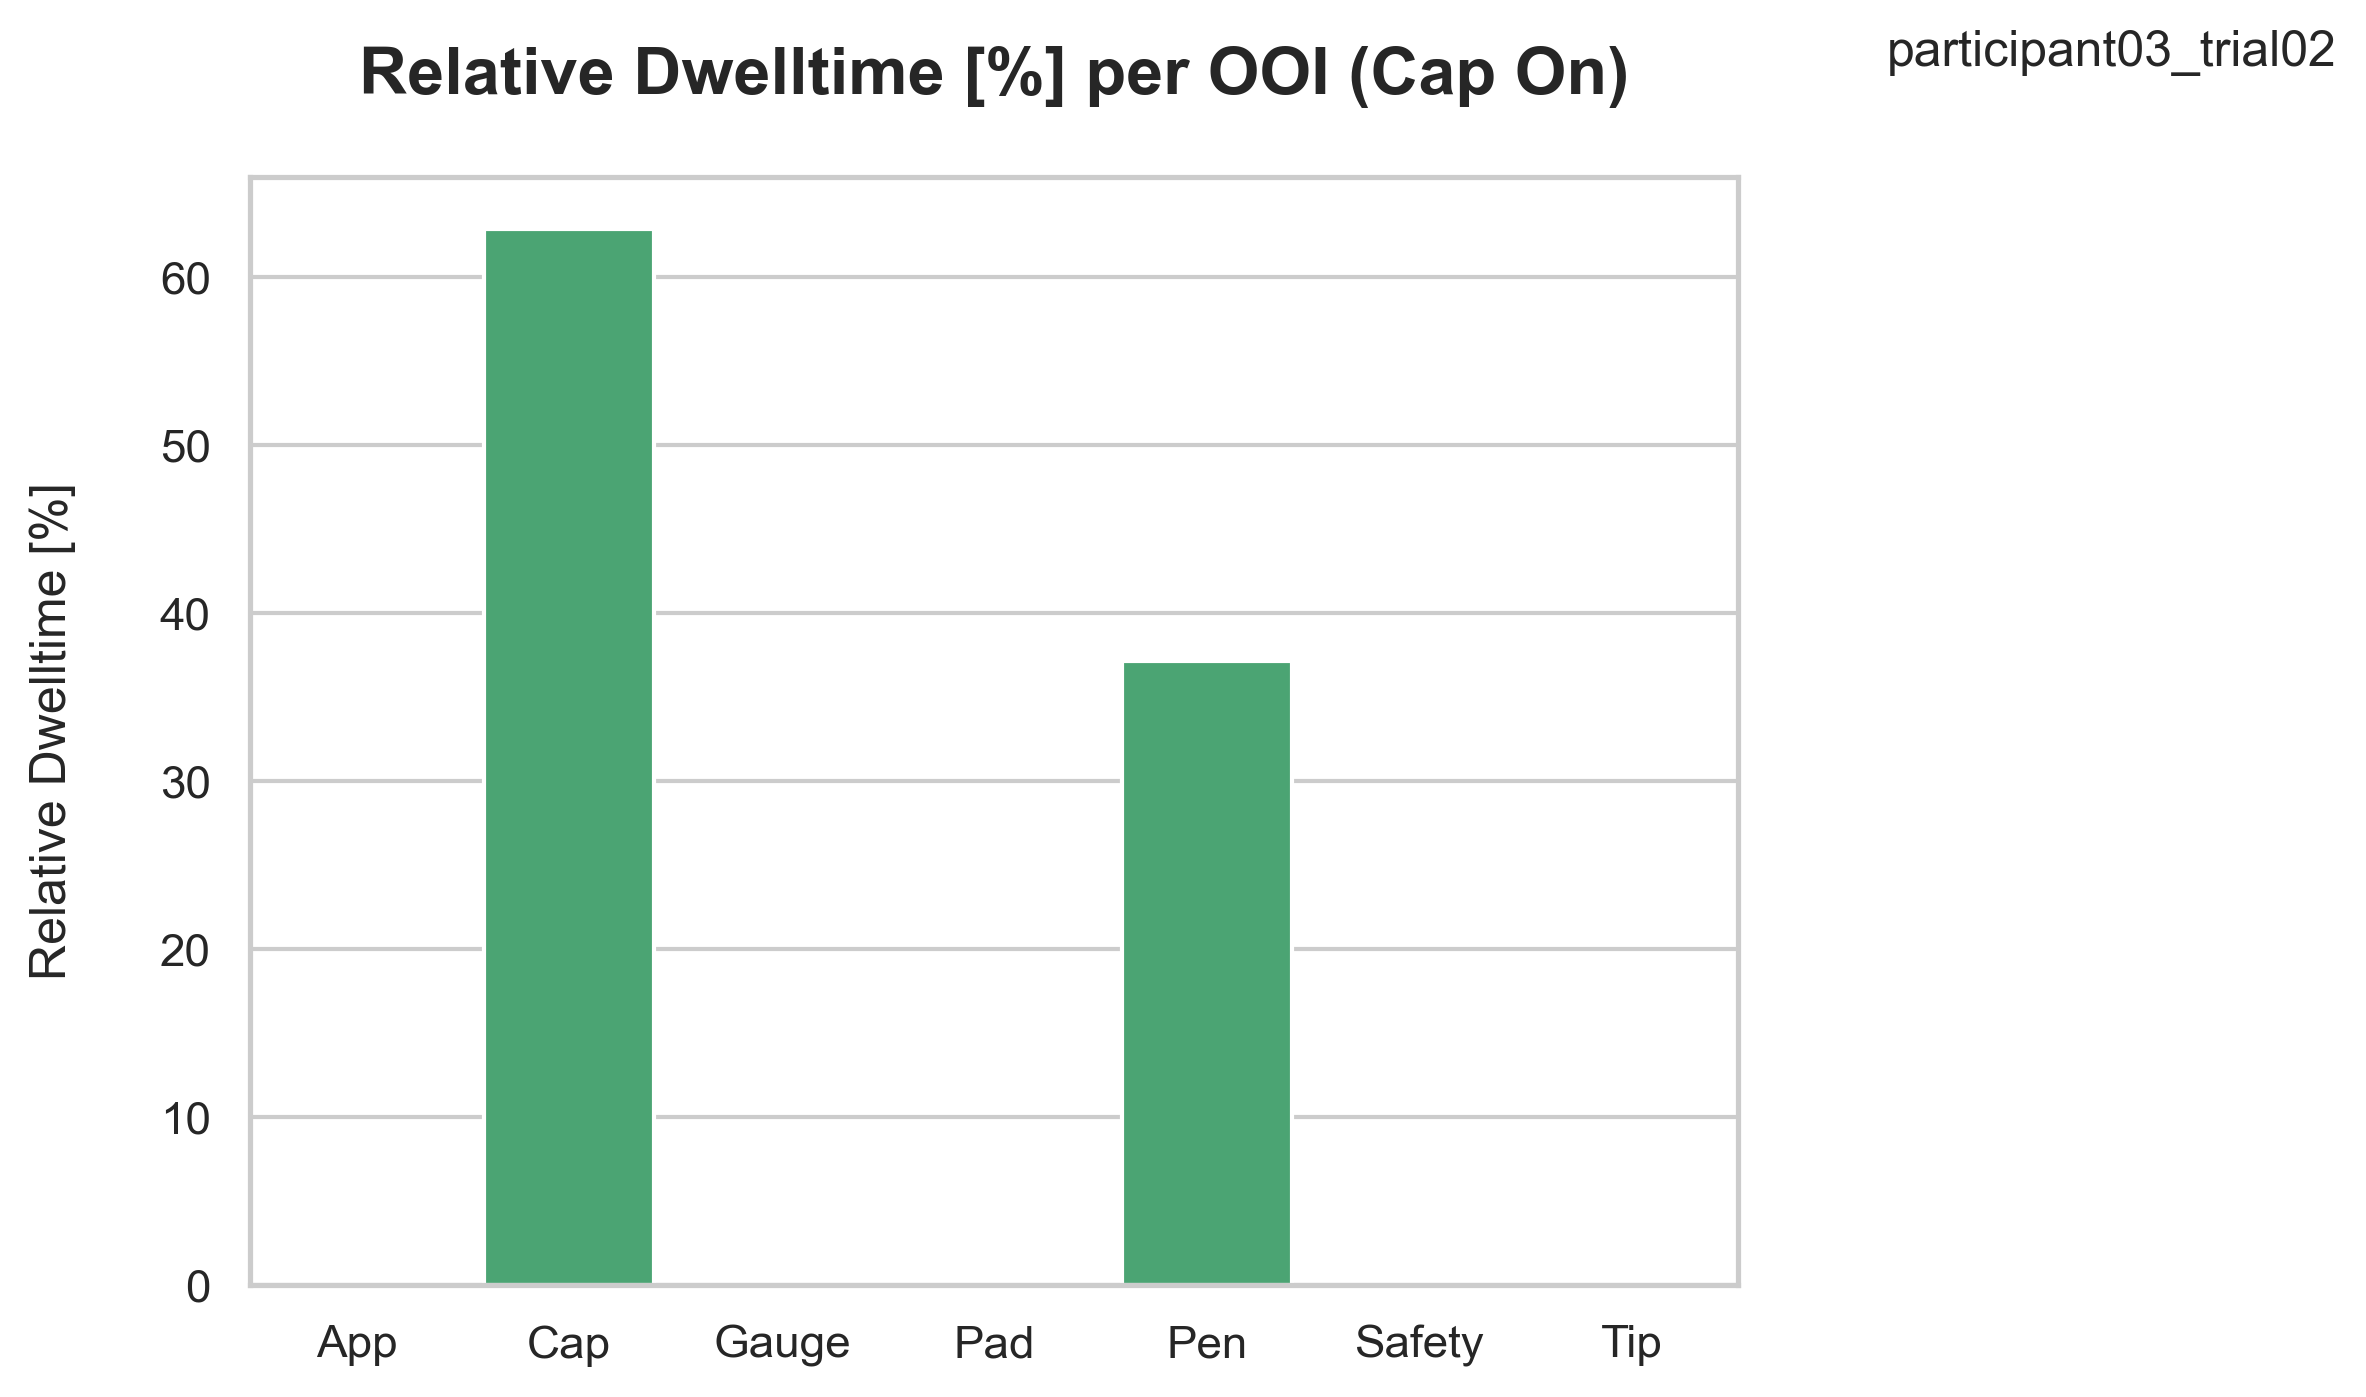 participant03_trial02
Relative Dwelltime [%] per OOI (Cap On)
Relative Dwelltime [%]
60
50
40
30
20
10
0
App Cap Gauge Pad Pen Safety Tip